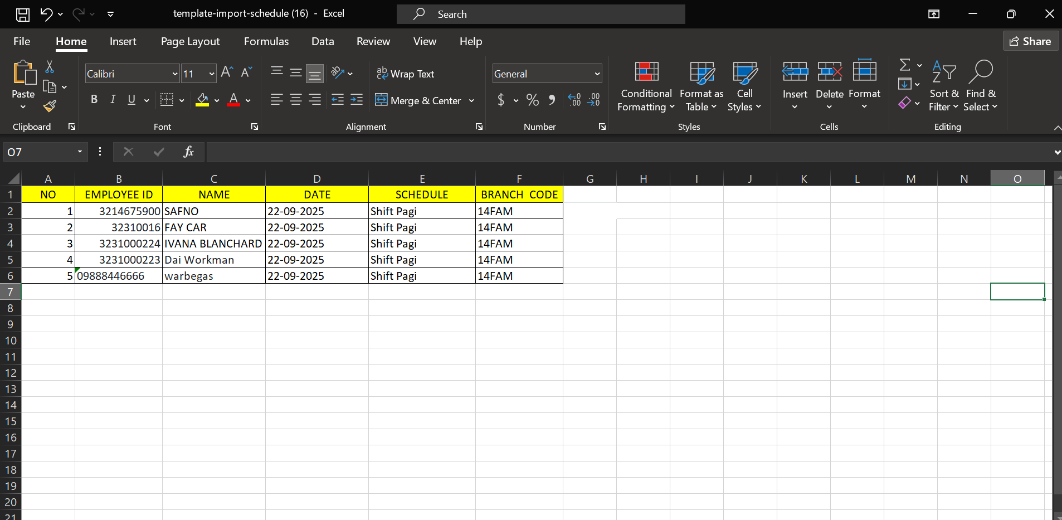 template-import-schedule (16) - Excel
Search
File Home Insert Page Layout Formulas Data Review View Help Share
Paste
Calibri 11
B I U
A
Wrap Text
Merge & Center
General
$ %
Conditional Formatting
Format as Table
Cell Styles
Insert Delete Format
Sort & Filter
Find & Select
Clipboard Font Alignment Number Styles Cells Editing
O7 fx
A B C D E F G H I J K L M N O
1 NO EMPLOYEE ID NAME DATE SCHEDULE BRANCH CODE
2 1 3214675900 SAFNO 22-09-2025 Shift Pagi 14FAM
3 2 32310016 FAY CAR 22-09-2025 Shift Pagi 14FAM
4 3 3231000224 IVANA BLANCHARD 22-09-2025 Shift Pagi 14FAM
5 4 3231000223 Dai Workman 22-09-2025 Shift Pagi 14FAM
6 5 09888446666 warbegas 22-09-2025 Shift Pagi 14FAM
7
8
9
10
11
12
13
14
15
16
17
18
19
20
21